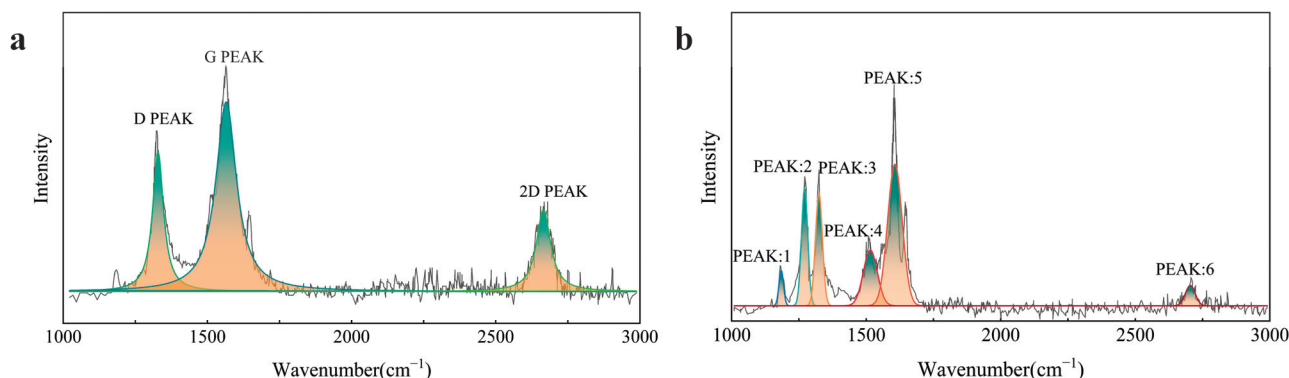 a
G PEAK
D PEAK
2D PEAK
Intensity
1000
1500
2000
2500
3000
Wavenumber(cm⁻¹)
b
PEAK:5
PEAK:2
PEAK:3
PEAK:4
PEAK:1
PEAK:6
Intensity
1000
1500
2000
2500
3000
Wavenumber(cm⁻¹)